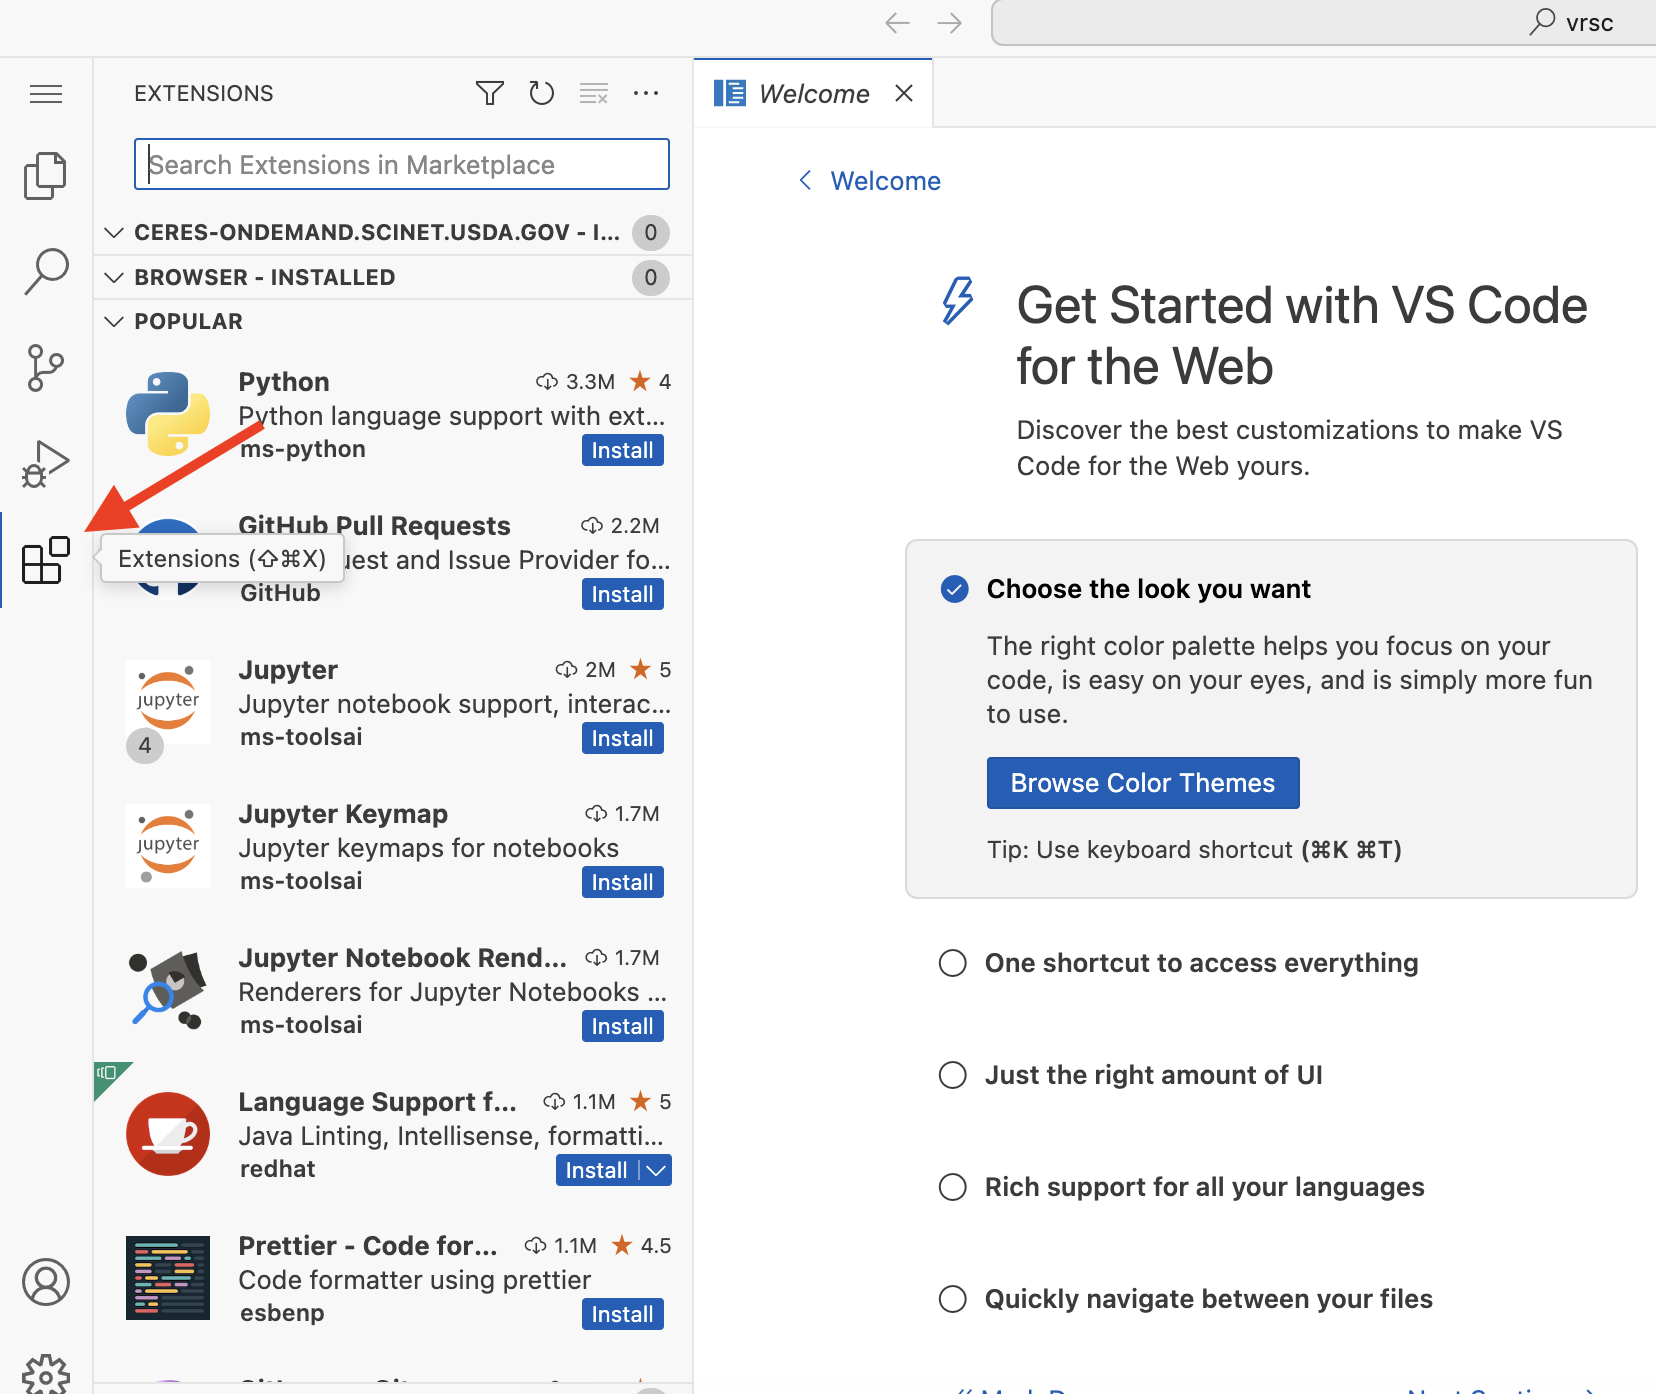 vrsc
EXTENSIONS
Welcome
Search Extensions in Marketplace
CERES-ONDEMAND.SCINET.USDA.GOV - I... 0
BROWSER - INSTALLED 0
POPULAR
Python 3.3M ★ 4
Python language support with ext...
ms-python Install
GitHub Pull Requests 2.2M
Extensions (⇧⌘X)
uest and Issue Provider fo...
GitHub Install
Jupyter 2M ★ 5
jupyter
Jupyter notebook support, interac...
ms-toolsai Install
4
Jupyter Keymap 1.7M
jupyter
Jupyter keymaps for notebooks
ms-toolsai Install
Jupyter Notebook Rend... 1.7M
Renderers for Jupyter Notebooks ...
ms-toolsai Install
Language Support f... 1.1M ★ 5
Java Linting, Intellisense, formatti...
redhat Install
Prettier - Code for... 1.1M ★ 4.5
Code formatter using prettier
esbenp Install
Welcome
Get Started with VS Code
for the Web
Discover the best customizations to make VS
Code for the Web yours.
Choose the look you want
The right color palette helps you focus on your
code, is easy on your eyes, and is simply more fun
to use.
Browse Color Themes
Tip: Use keyboard shortcut (⌘K ⌘T)
One shortcut to access everything
Just the right amount of UI
Rich support for all your languages
Quickly navigate between your files